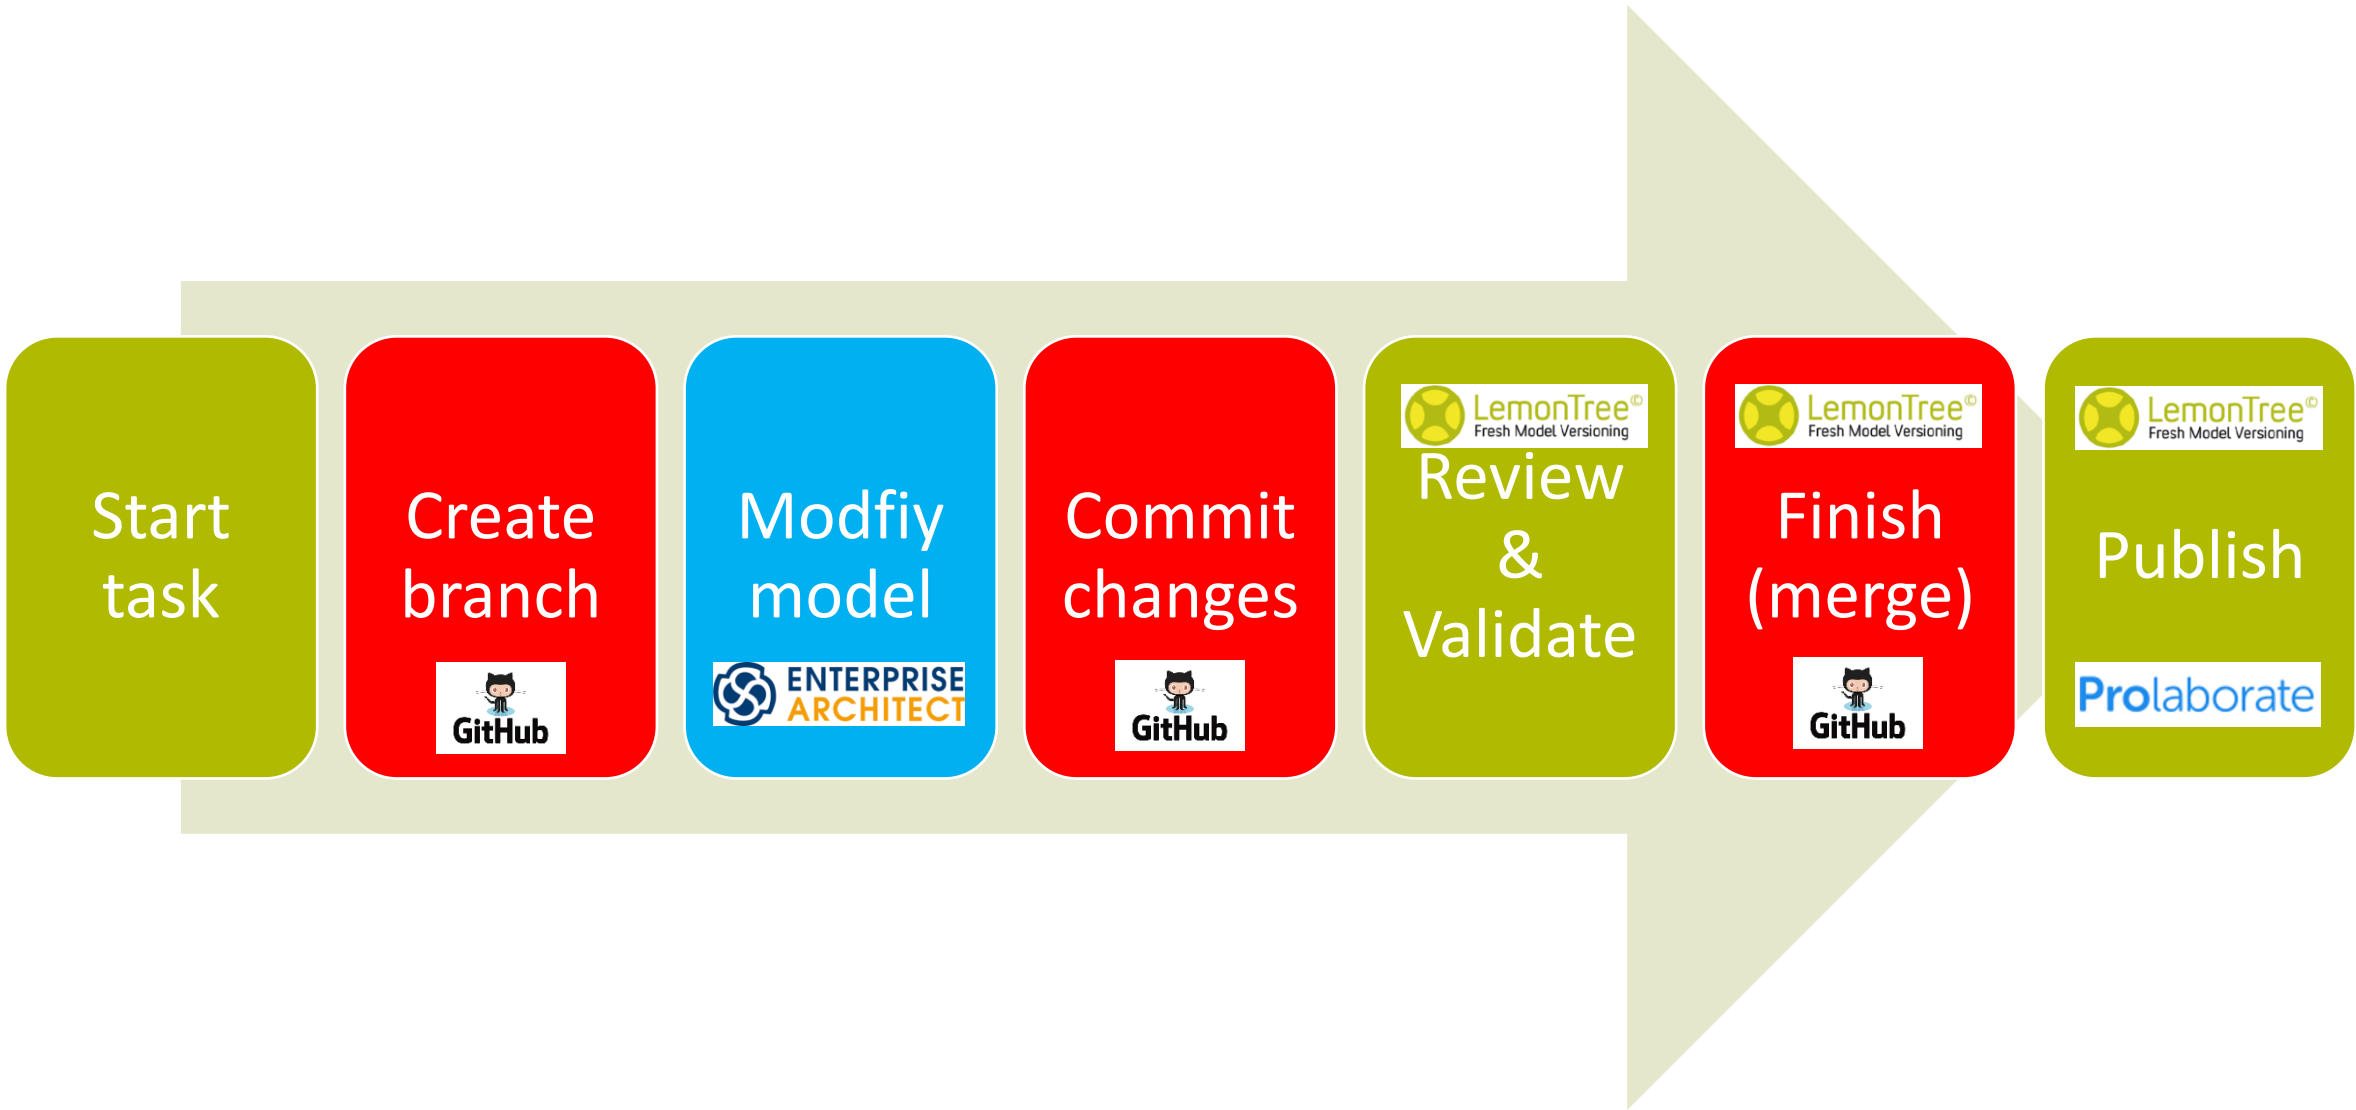 Start
task
Create
branch
GitHub
Modfiy
model
ENTERPRISE
ARCHITECT
Commit
changes
GitHub
LemonTree©
Fresh Model Versioning
Review
&
Validate
LemonTree©
Fresh Model Versioning
Finish
(merge)
GitHub
LemonTree©
Fresh Model Versioning
Publish
Prolaborate